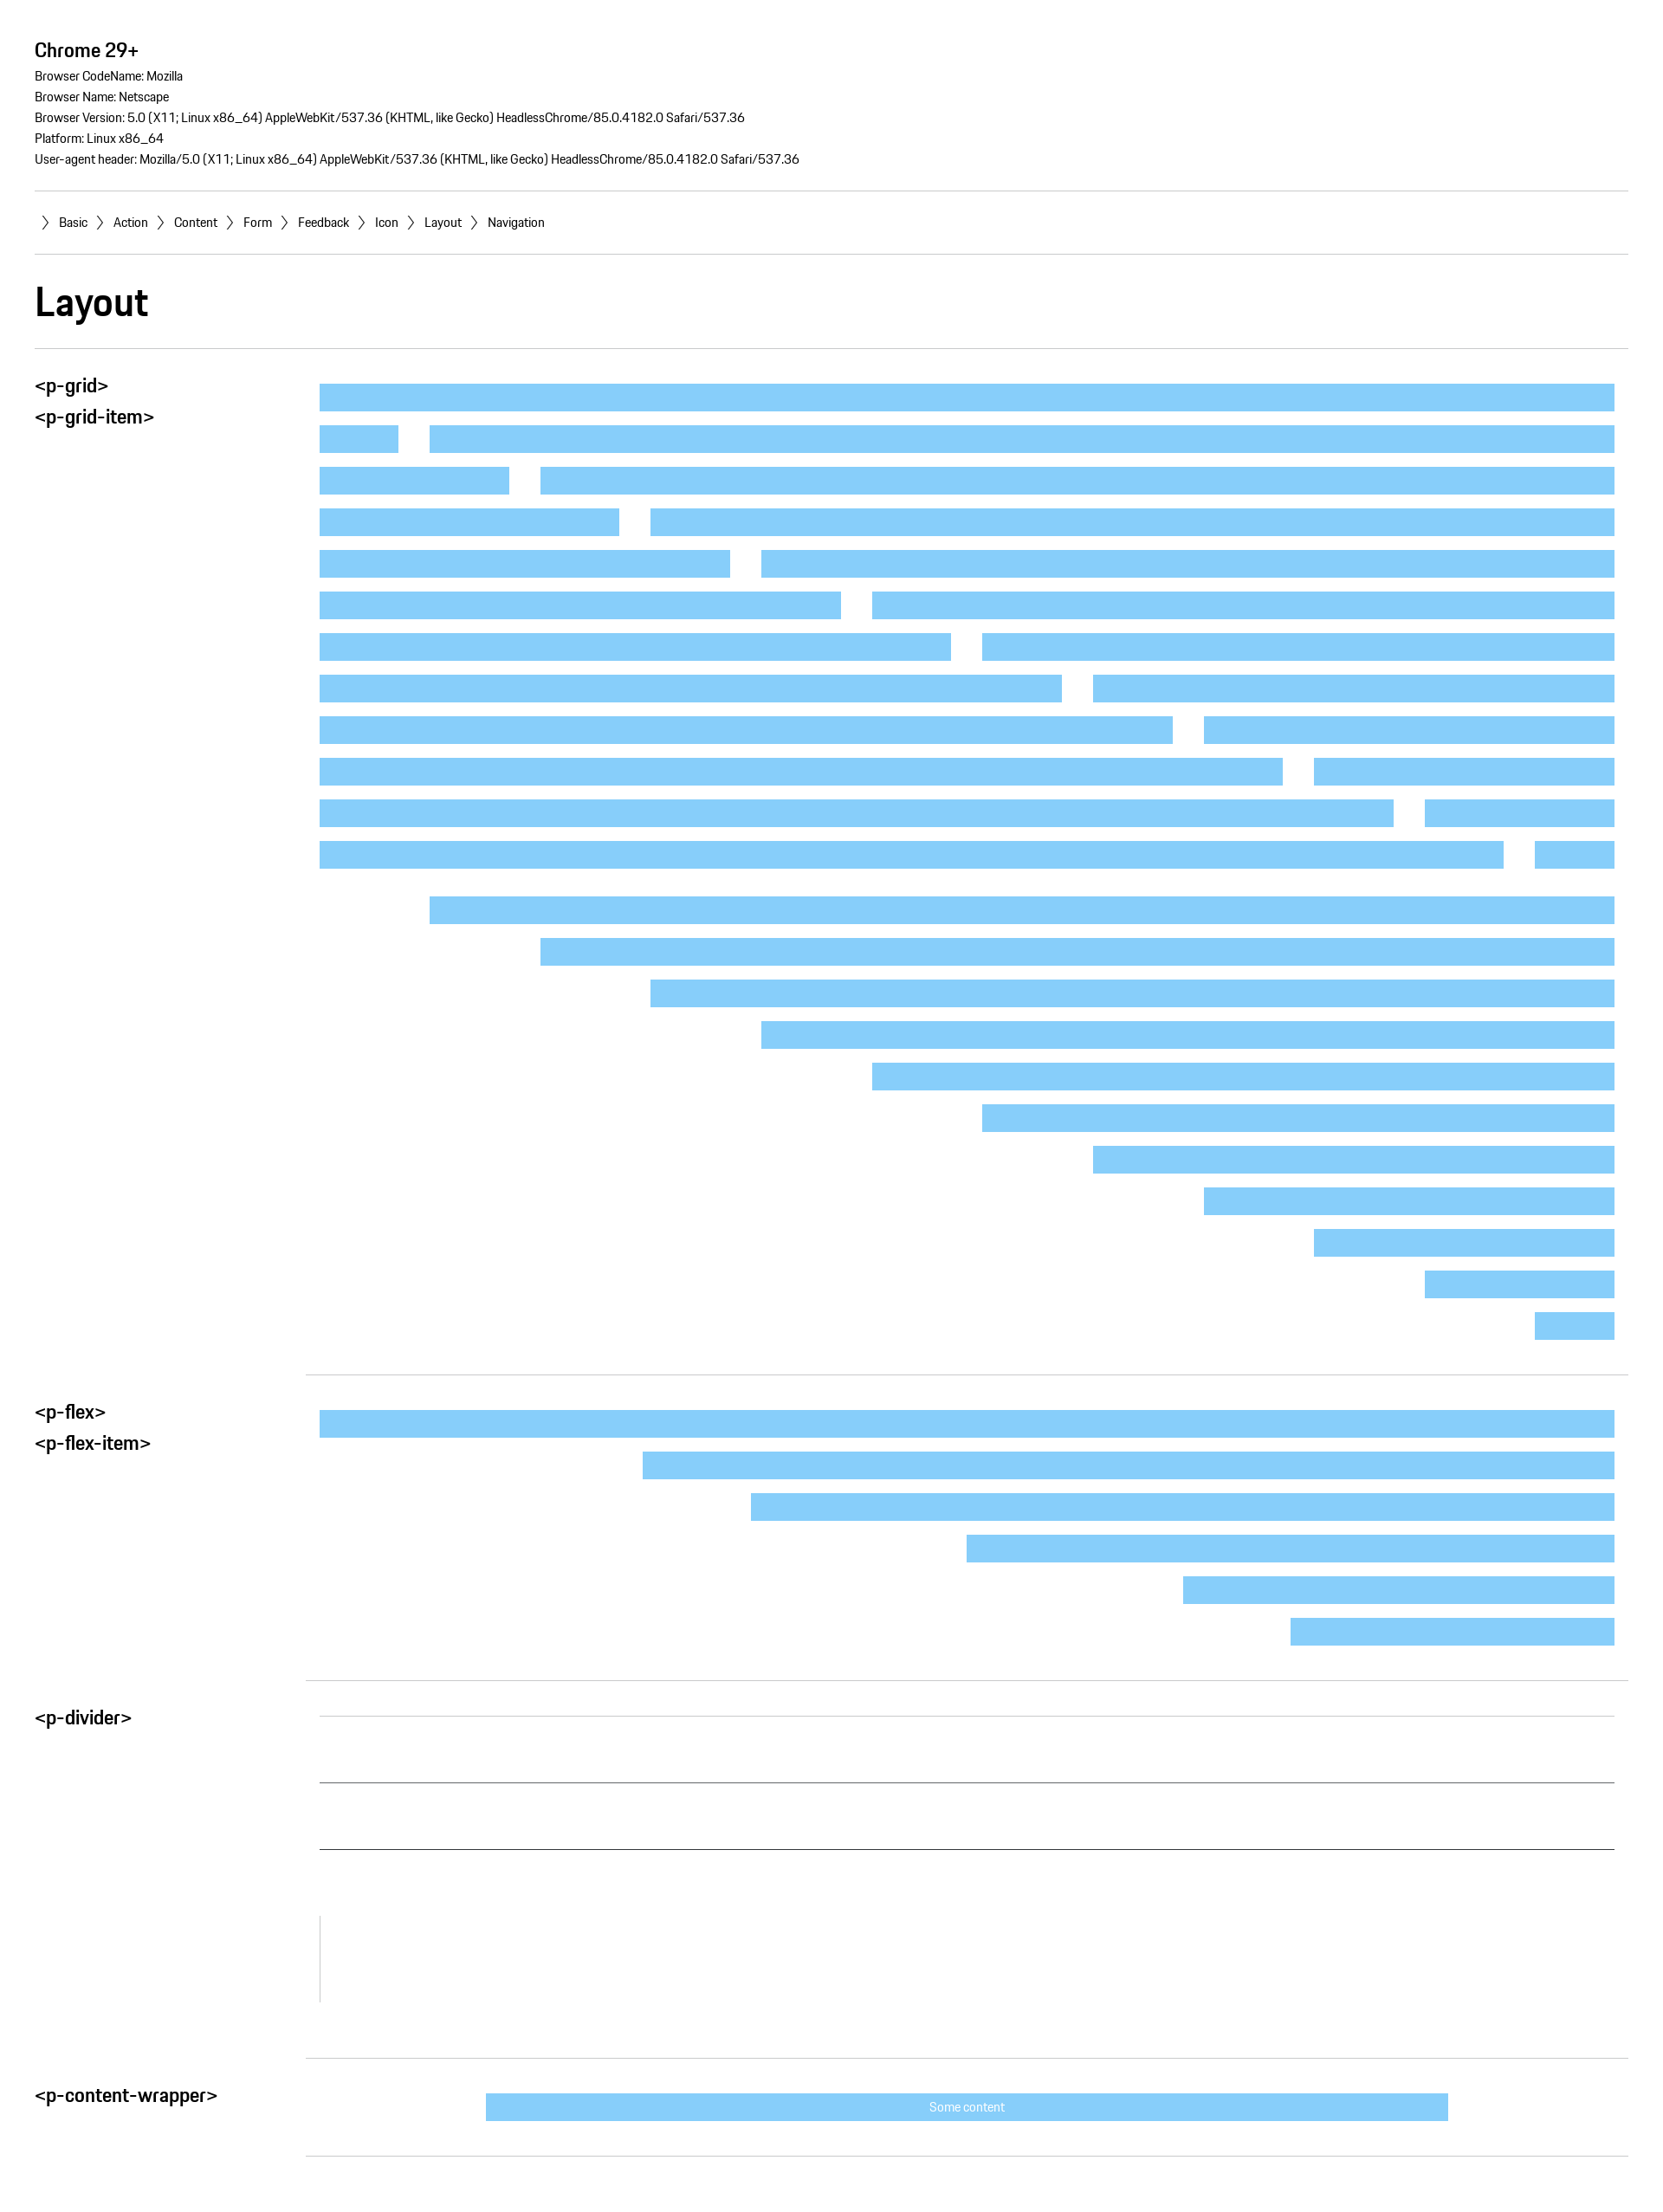 Chrome 29+
Browser CodeName: Mozilla
Browser Name: Netscape
Browser Version: 5.0 (X11; Linux x86_64) AppleWebKit/537.36 (KHTML, like Gecko) HeadlessChrome/85.0.4182.0 Safari/537.36
Platform: Linux x86_64
User-agent header: Mozilla/5.0 (X11; Linux x86_64) AppleWebKit/537.36 (KHTML, like Gecko) HeadlessChrome/85.0.4182.0 Safari/537.36
Basic Action Content Form Feedback Icon Layout Navigation
Layout
<p-grid>
<p-grid-item>
<p-flex>
<p-flex-item>
<p-divider>
<p-content-wrapper>
Some content